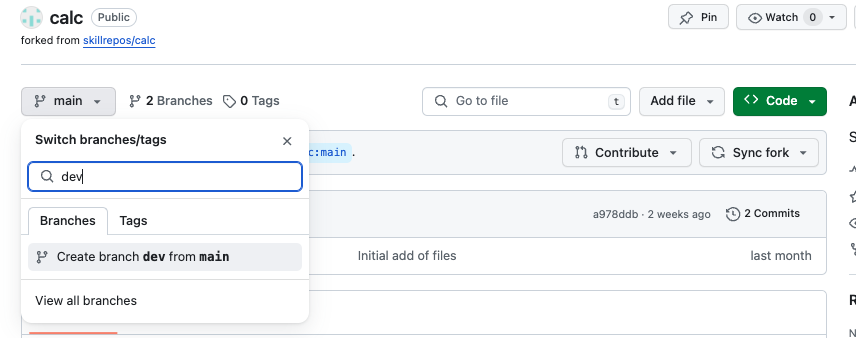 calc Public Pin Watch 0
forked from skillrepos/calc
main 2 Branches 0 Tags Go to file t Add file Code
Switch branches/tags
c:main. Contribute Sync fork
dev
Branches Tags
a978ddb · 2 weeks ago 2 Commits
Create branch dev from main
Initial add of files last month
View all branches